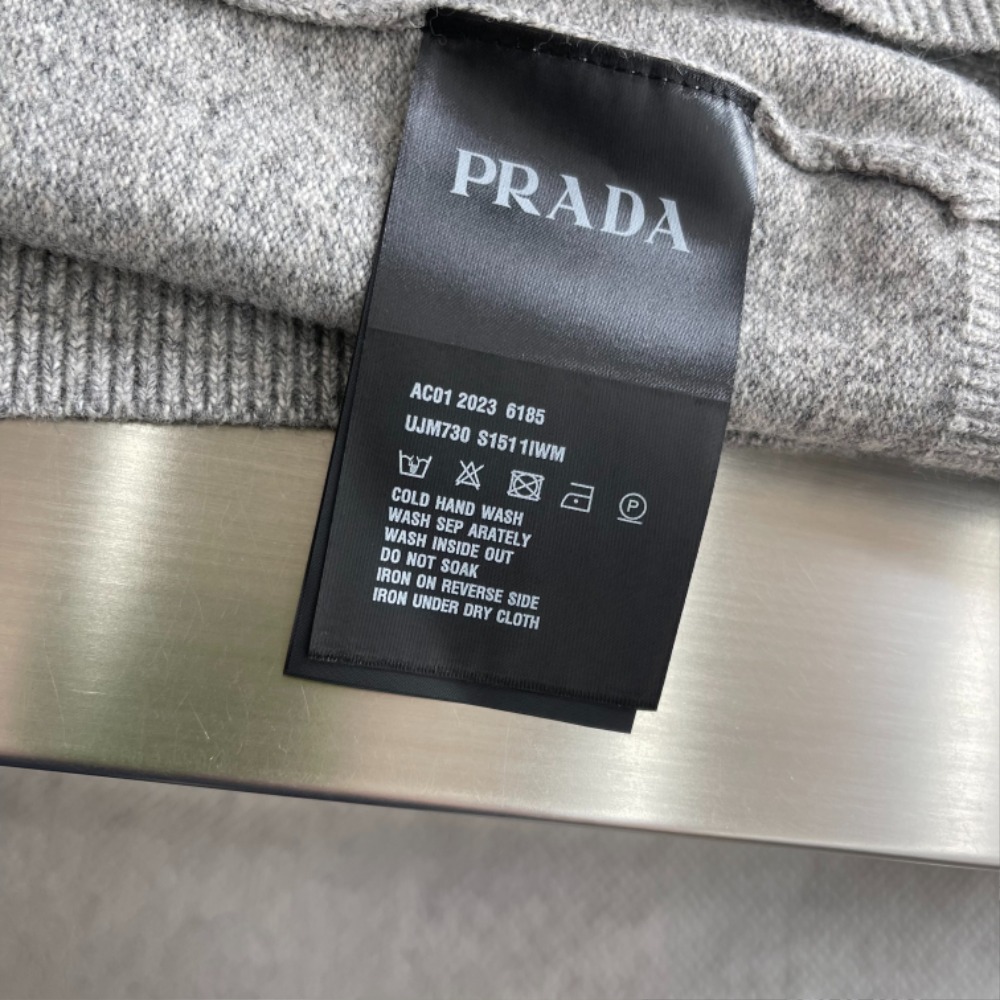 PRADA
AC01 2023 6185
UJM730 S1511IWM
P
COLD HAND WASH
WASH SEP ARATELY
WASH INSIDE OUT
DO NOT SOAK
IRON ON REVERSE SIDE
IRON UNDER DRY CLOTH